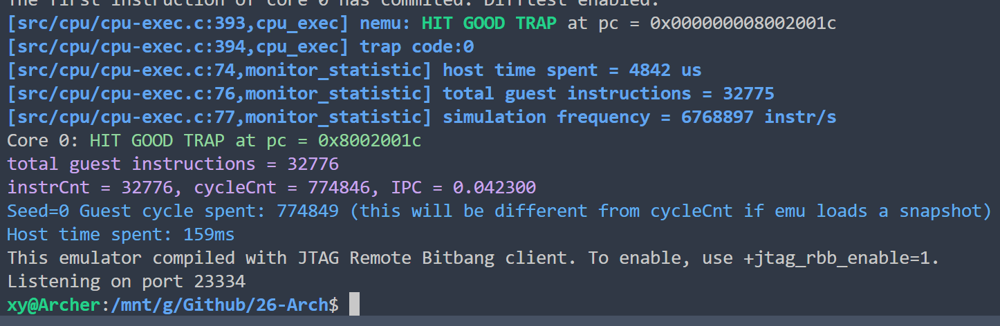 The first instruction of core 0 has commited. Difftest enabled.
[src/cpu/cpu-exec.c:393,cpu_exec] nemu: HIT GOOD TRAP at pc = 0x000000008002001c
[src/cpu/cpu-exec.c:394,cpu_exec] trap code:0
[src/cpu/cpu-exec.c:74,monitor_statistic] host time spent = 4842 us
[src/cpu/cpu-exec.c:76,monitor_statistic] total guest instructions = 32775
[src/cpu/cpu-exec.c:77,monitor_statistic] simulation frequency = 6768897 instr/s
Core 0: HIT GOOD TRAP at pc = 0x8002001c
total guest instructions = 32776
instrCnt = 32776, cycleCnt = 774846, IPC = 0.042300
Seed=0 Guest cycle spent: 774849 (this will be different from cycleCnt if emu loads a snapshot)
Host time spent: 159ms
This emulator compiled with JTAG Remote Bitbang client. To enable, use +jtag_rbb_enable=1.
Listening on port 23334
xy@Archer:/mnt/g/Github/26-Arch$